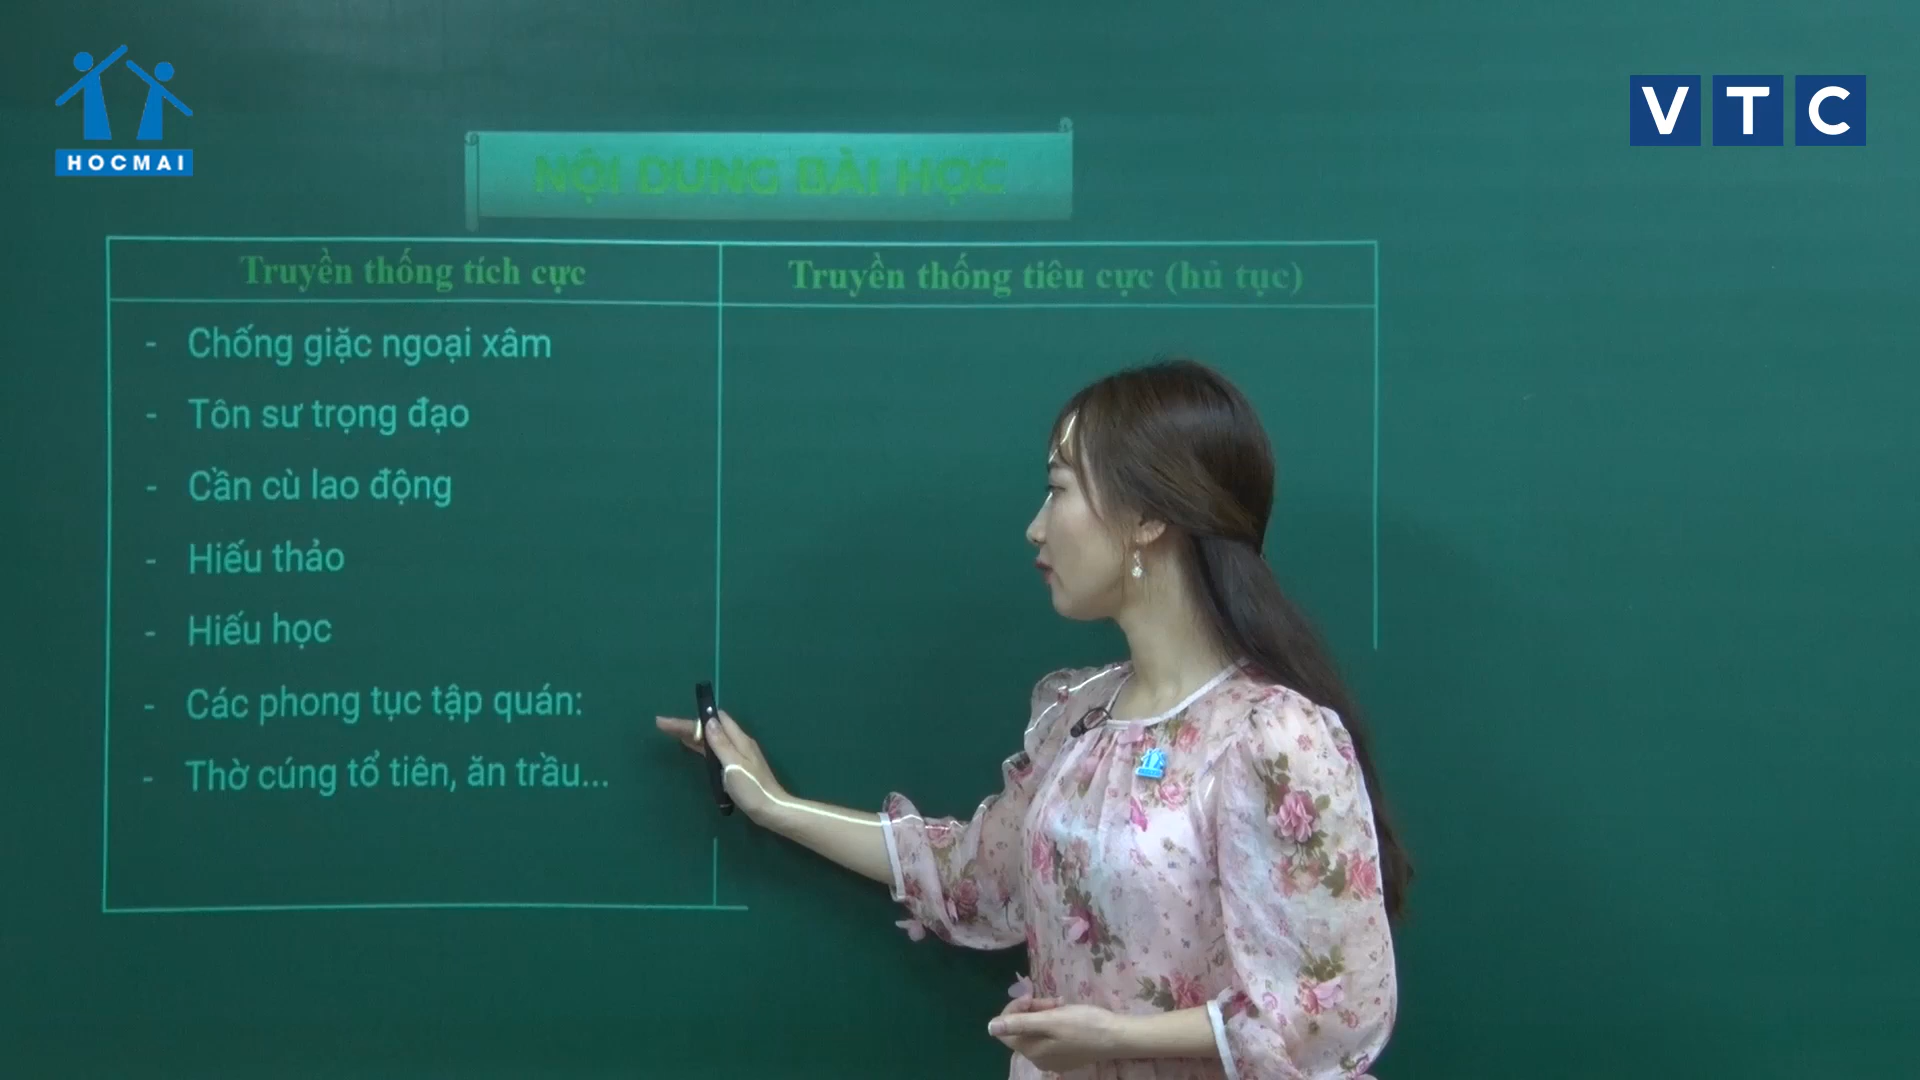 HOCMAI
VTC
NỘI DUNG BÀI HỌC
Truyền thống tích cực
Truyền thống tiêu cực (hủ tục)
- Chống giặc ngoại xâm
- Tôn sư trọng đạo
- Cần cù lao động
- Hiếu thảo
- Hiếu học
- Các phong tục tập quán:
- Thờ cúng tổ tiên, ăn trầu...